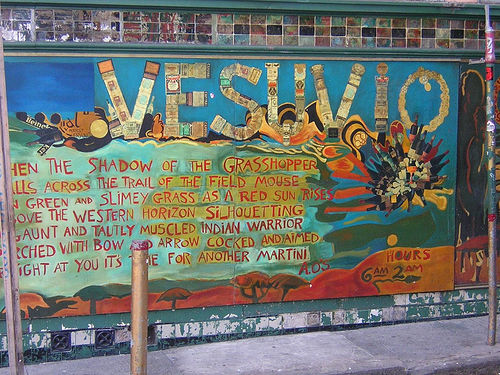 VESUVIO
HEN THE SHADOW OF THE GRASSHOPPER
LLS ACROSS THE TRAIL OF THE FIELD MOUSE
N GREEN AND SLIMEY GRASS AS A RED SUN RISES
OVE THE WESTERN HORIZON SILHOUETTING
GAUNT AND TAUTLY MUSCLED INDIAN WARRIOR
RCHED WITH BOW AND ARROW COCKED AND AIMED
IGHT AT YOU ITS TIME FOR ANOTHER MARTINI
A.O.S
HOURS
6AM 2AM